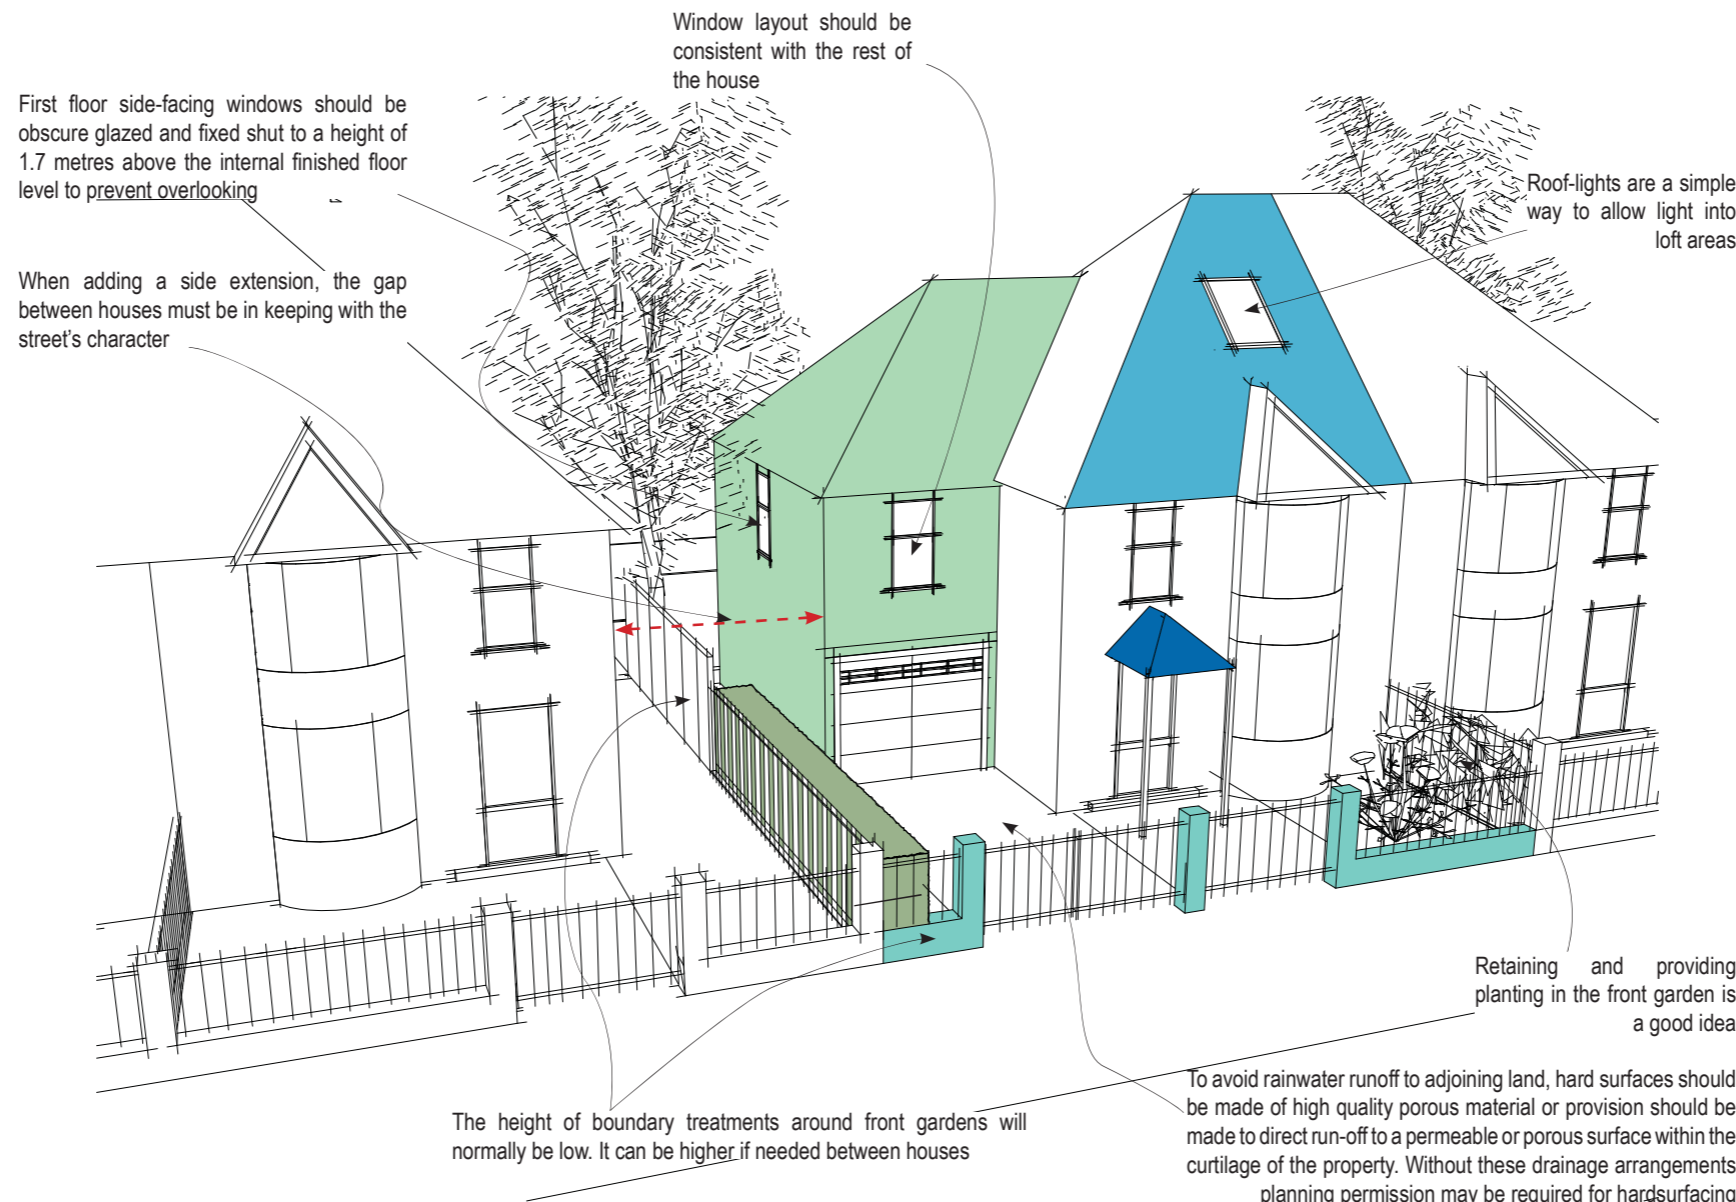 Window layout should be
consistent with the rest of
the house
First floor side-facing windows should be
obscure glazed and fixed shut to a height of
1.7 metres above the internal finished floor
level to prevent overlooking
Roof-lights are a simple
way to allow light into
loft areas
When adding a side extension, the gap
between houses must be in keeping with the
street's character
Retaining and providing
planting in the front garden is
a good idea
To avoid rainwater runoff to adjoining land, hard surfaces should
be made of high quality porous material or provision should be
made to direct run-off to a permeable or porous surface within the
curtilage of the property. Without these drainage arrangements
planning permission may be required for hardsurfacing
The height of boundary treatments around front gardens will
normally be low. It can be higher if needed between houses